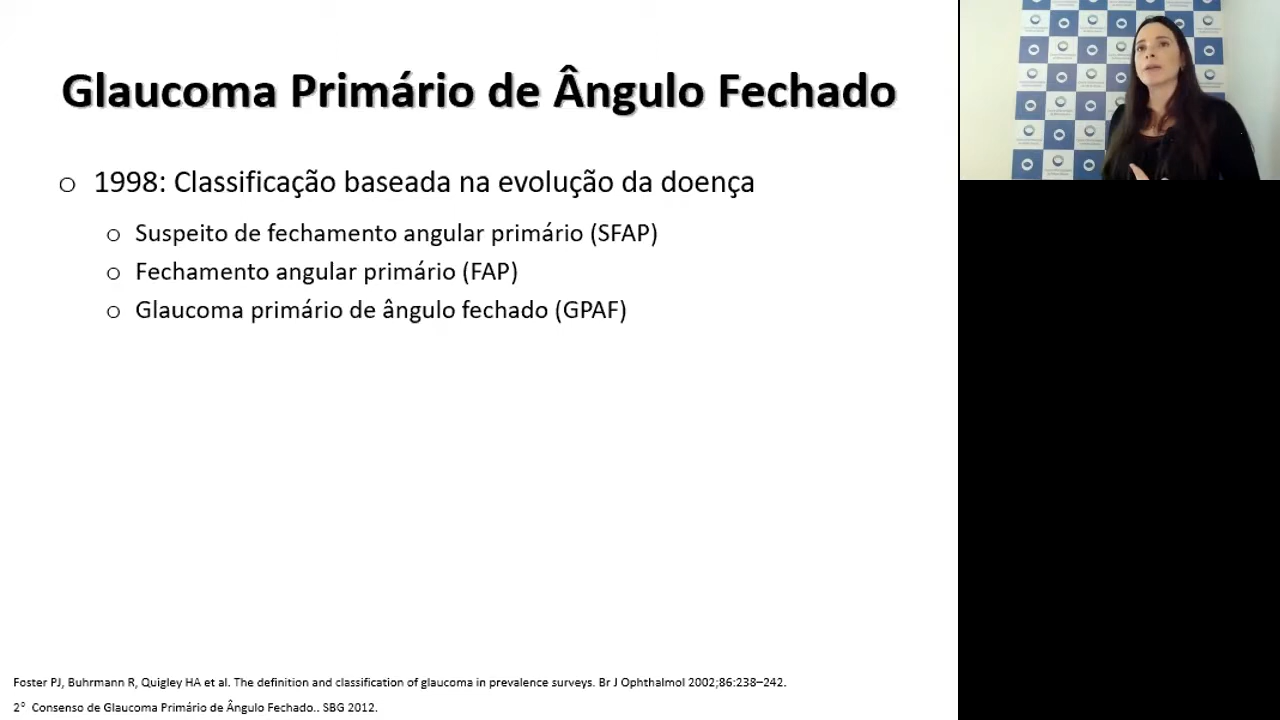 Glaucoma Primário de Ângulo Fechado
o 1998: Classificação baseada na evolução da doença
o Suspeito de fechamento angular primário (SFAP)
o Fechamento angular primário (FAP)
o Glaucoma primário de ângulo fechado (GPAF)
Foster PJ, Buhrmann R, Quigley HA et al. The definition and classification of glaucoma in prevalence surveys. Br J Ophthalmol 2002;86:238–242.
2° Consenso de Glaucoma Primário de Ângulo Fechado.. SBG 2012.